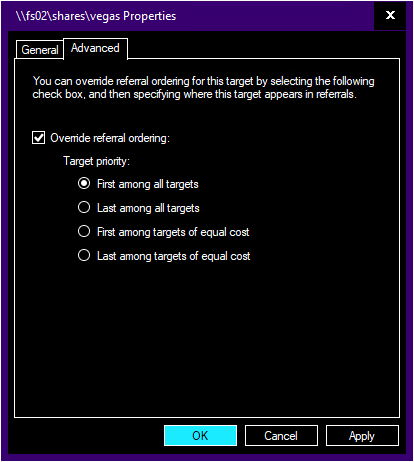 \\fs02\shares\vegas Properties
x
General
Advanced
You can override referral ordering for this target by selecting the following
check box, and then specifying where this target appears in referrals.
Override referral ordering:
Target priority:
First among all targets
Last among all targets
First among targets of equal cost
Last among targets of equal cost
OK
Cancel
Apply